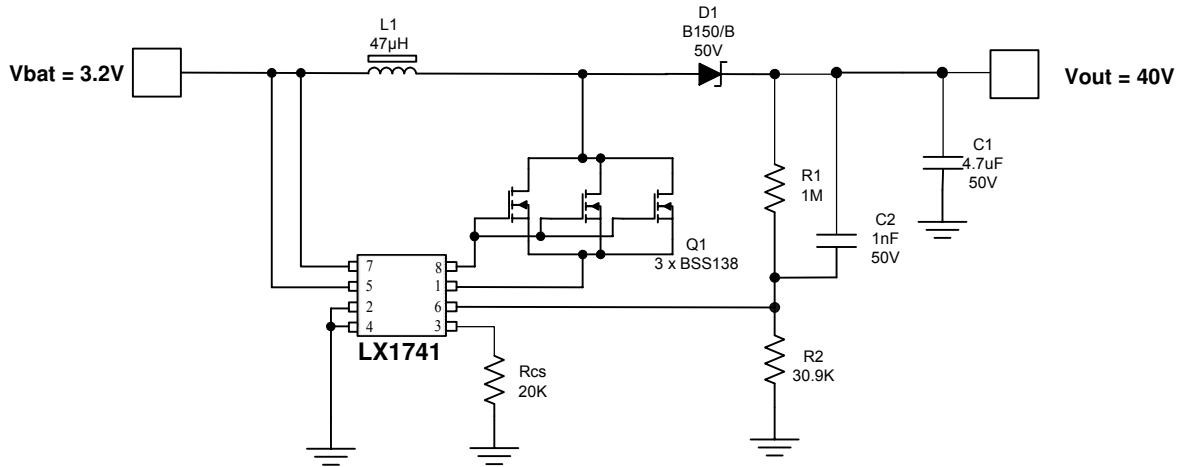 L1
47µH
D1
B150/B
50V
Vbat = 3.2V
Vout = 40V
C1
4.7uF
50V
R1
1M
C2
1nF
50V
Q1
3 x BSS138
7
8
5
1
2
6
4
3
LX1741
Rcs
20K
R2
30.9K